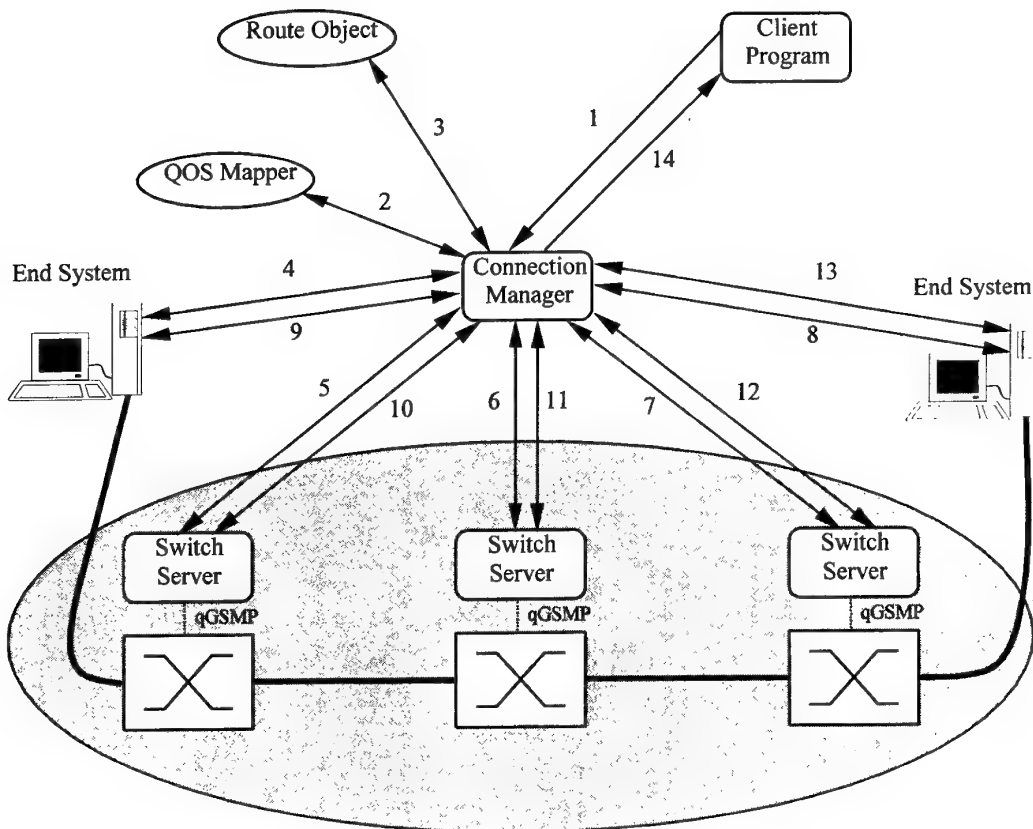 Route Object
Client
Program
1
3
14
QOS Mapper
2
End System
4
Connection
Manager
13
End System
9
8
5
10
6
11
7
12
Switch
Server
Switch
Server
Switch
Server
qGSMP
qGSMP
qGSMP